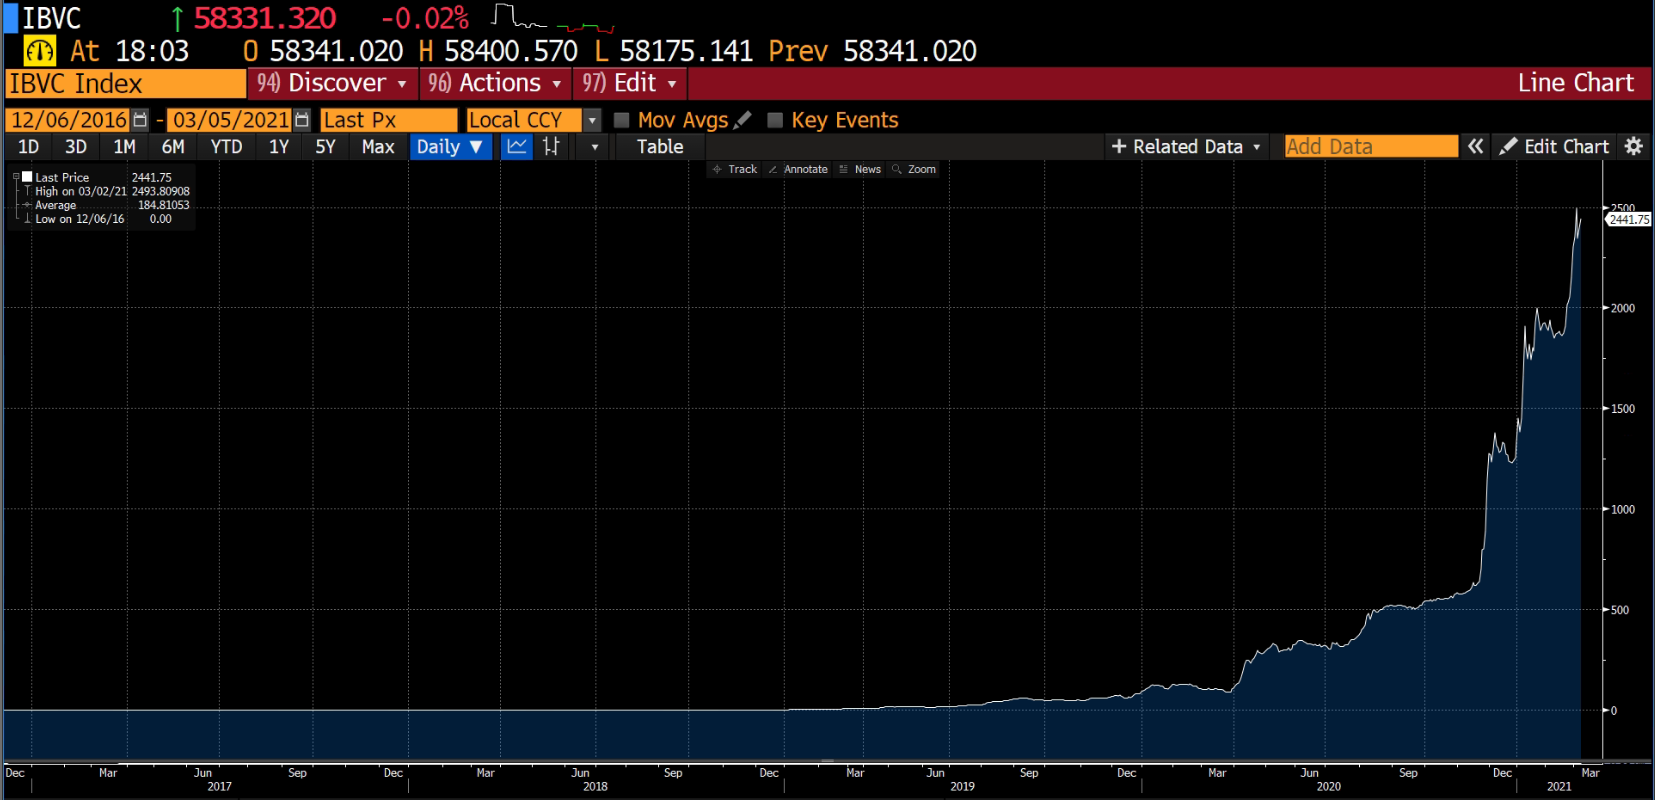 IBVC ↑ 58331.320 -0.02%
At 18:03 O 58341.020 H 58400.570 L 58175.141 Prev 58341.020
IBVC Index 94) Discover 96) Actions 97) Edit Line Chart
12/06/2016 - 03/05/2021 Last Px Local CCY Mov Avgs Key Events
1D 3D 1M 6M YTD 1Y 5Y Max Daily ▼ Table + Related Data Add Data « Edit Chart
Track Annotate News Zoom
Last Price 2441.75
High on 03/02/21 2493.80908
Average 184.81053
Low on 12/06/16 0.00
2500
2441.75
2000
1500
1000
500
0
Dec Mar Jun Sep Dec Mar Jun Sep Dec Mar Jun Sep Dec Mar Jun Sep Dec Mar
2017 2018 2019 2020 2021